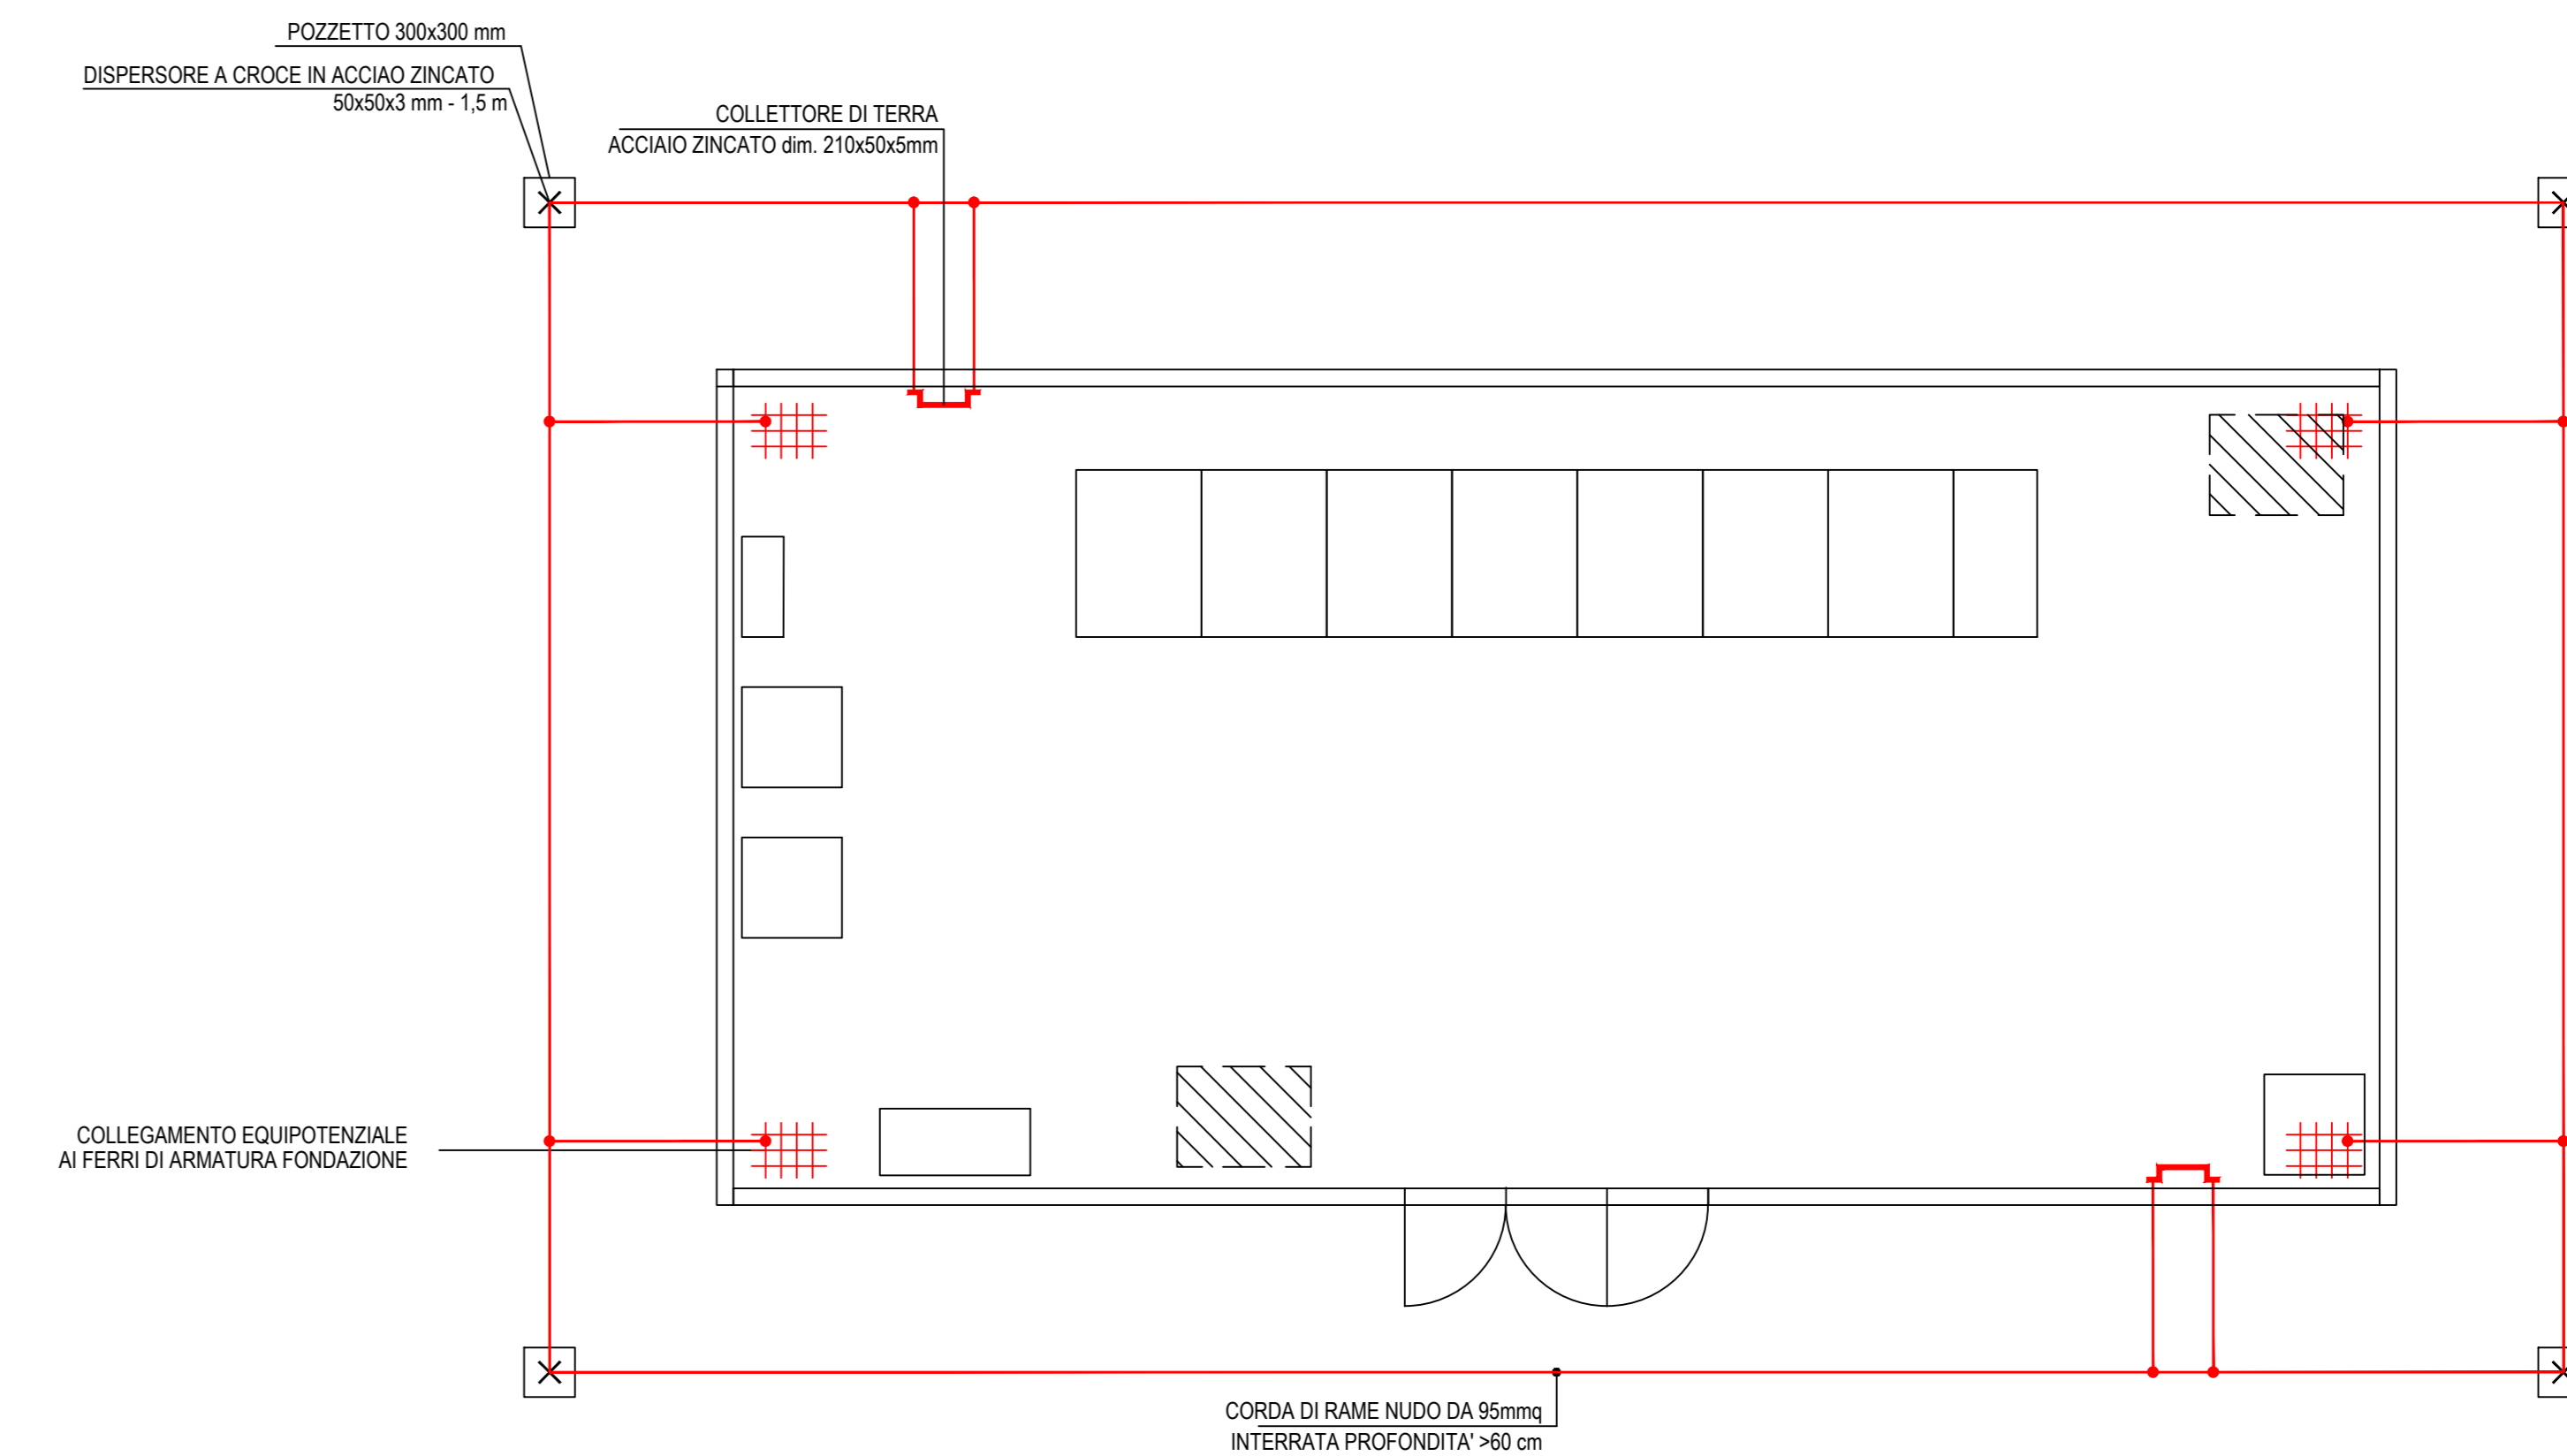 POZZETTO 300x300 mm
DISPERSORE A CROCE IN ACCIAO ZINCATO
50x50x3 mm - 1,5 m
COLLETTORE DI TERRA
ACCIAIO ZINCATO dim. 210x50x5mm
COLLEGAMENTO EQUIPOTENZIALE
AI FERRI DI ARMATURA FONDAZIONE
CORDA DI RAME NUDO DA 95mmq
INTERRATA PROFONDITA' >60 cm